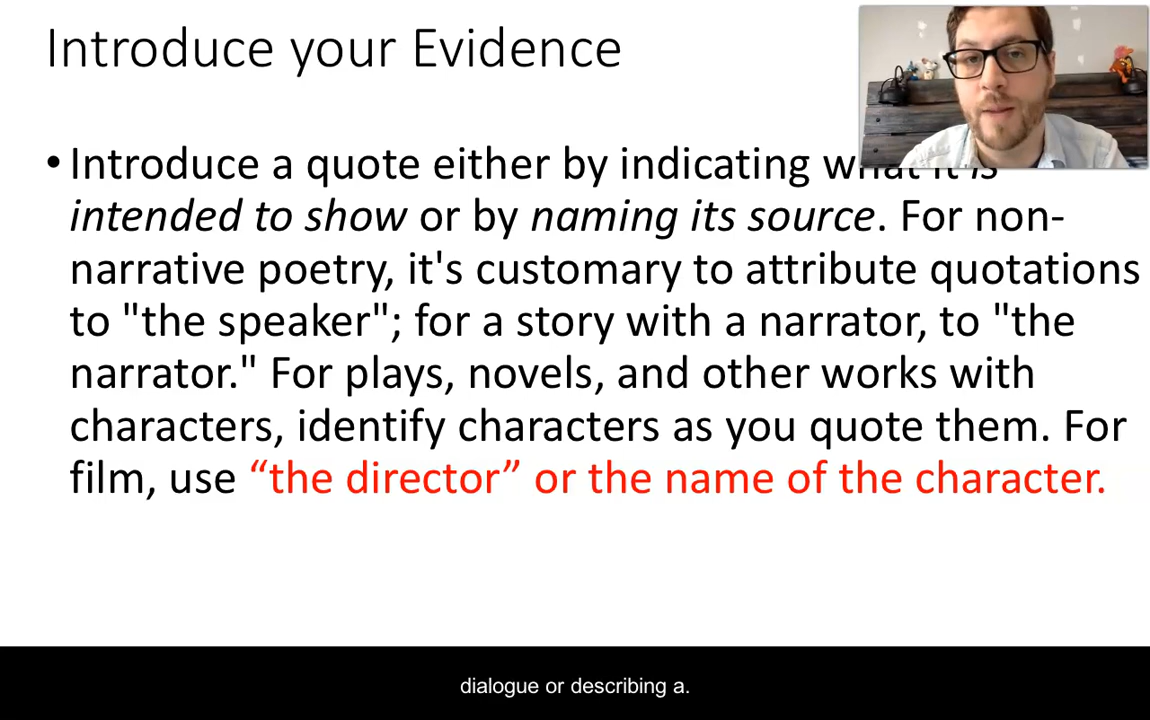 Introduce your Evidence
• Introduce a quote either by indicating what it is
intended to show or by naming its source. For non-
narrative poetry, it's customary to attribute quotations
to "the speaker"; for a story with a narrator, to "the
narrator." For plays, novels, and other works with
characters, identify characters as you quote them. For
film, use “the director” or the name of the character.
dialogue or describing a.